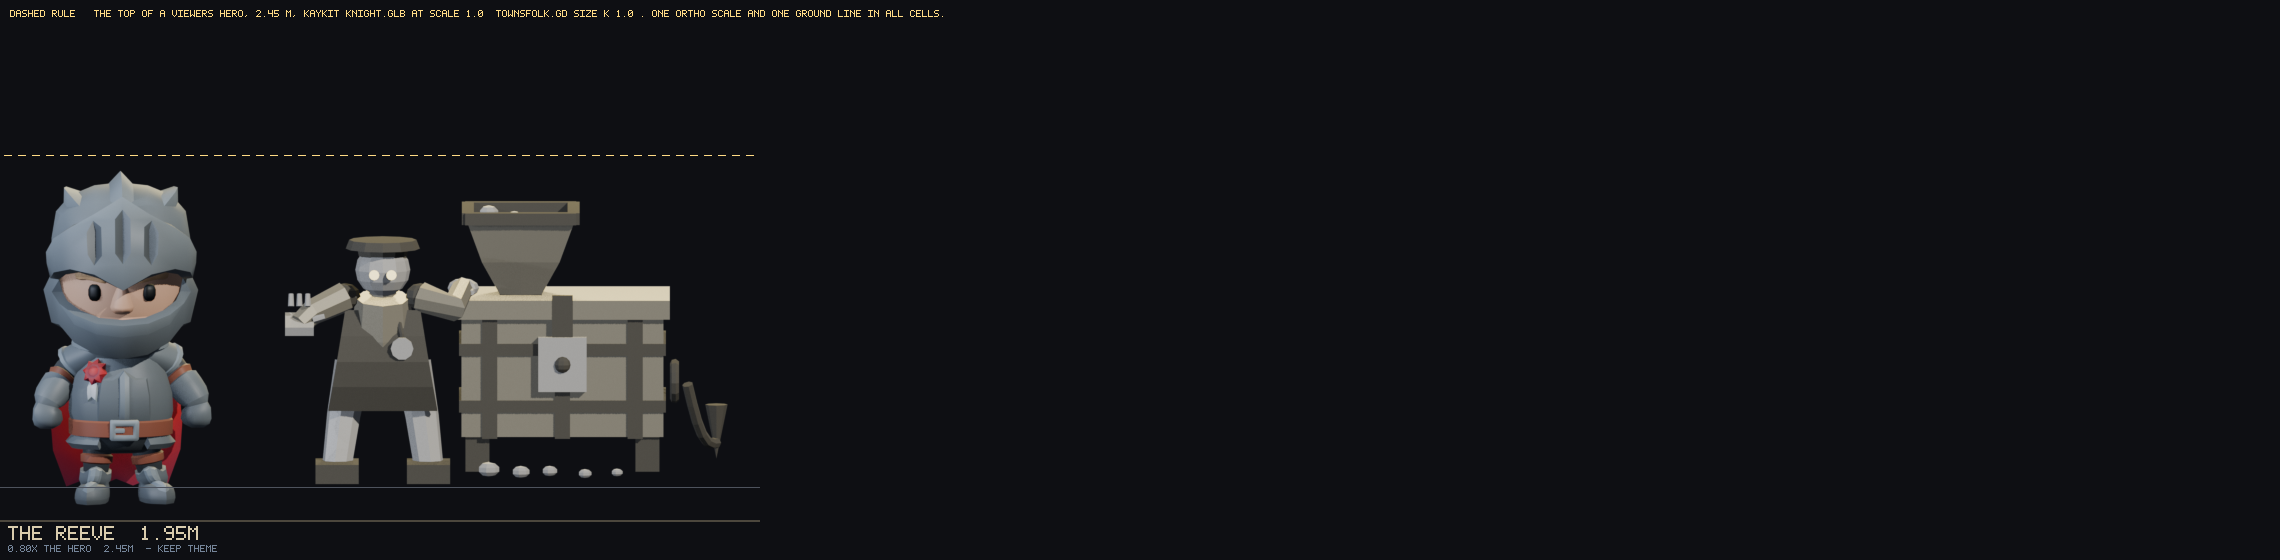 DASHED RULE THE TOP OF A VIEWERS HERO, 2.45 M, KAYKIT KNIGHT.GLB AT SCALE 1.0 TOWNSFOLK.GD SIZE K 1.0 . ONE ORTHO SCALE AND ONE GROUND LINE IN ALL CELLS.
THE REEVE 1.95M
0.80X THE HERO 2.45M - KEEP THEME